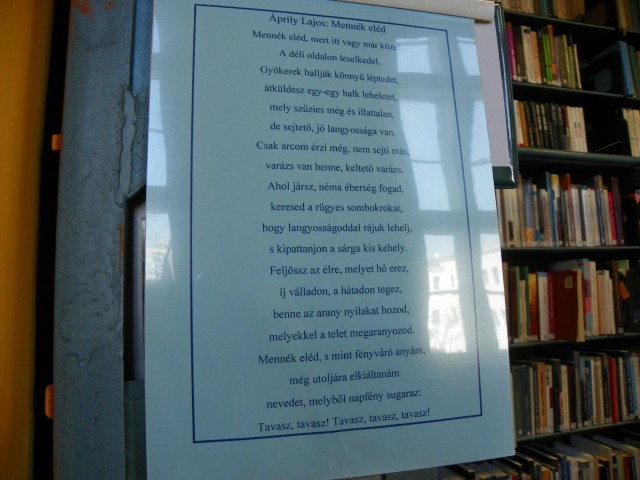 Áprily Lajos: Mennék eléd
Mennék eléd, mert itt vagy már közel
A déli oldalon leselkedel.
Gyökerek hallják könnyű lépted,
átküldesz egy-egy halk leheletet,
mely szűzies még és illattalan,
de sejtető, jó langyossága van.
Csak arcom érzi még, nem sejti más,
varázs van benne, keltető varázs.
Ahol jársz, néma éberség fogad,
keresed a rügyes sombokrokat,
hogy langyosságoddal rájuk lehelj,
s kipattanjon a sárga kis kehely.
Feljössz az élre, melyet hó erez,
íj válladon, a hátadon tegez,
benne az arany nyilakat hozod,
melyekkel a telet megaranyozod.
Mennék eléd, s mint fényváró anyám,
még utoljára elkiáltanám
nevedet, melyből napfény sugaraz:
Tavasz, tavasz! Tavasz, tavasz, tavasz!